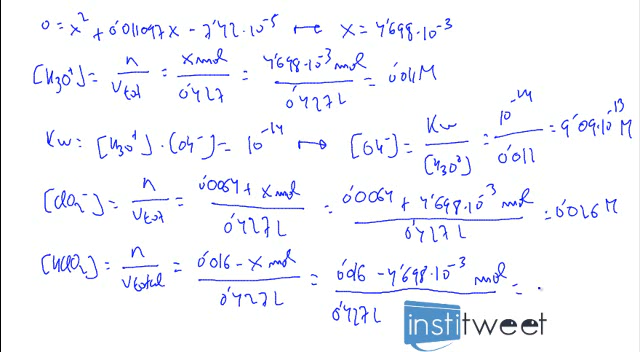 0 = x² + 0'011097x - 7'42·10⁻⁵ ⟼ x = 4'698·10⁻³
[H₃O⁺] = n/Vtot = x mol/0'427 = 4'698·10⁻³ mol/0'427 L = 0'011 M
Kw = [H₃O⁺]·[OH⁻] = 10⁻¹⁴ ⟼ [OH⁻] = Kw/[H₃O⁺] = 10⁻¹⁴/0'011 = 9'09·10⁻¹³ M
[ClO₂⁻] = n/Vtot = 0'0064 + x mol/0'427 L = 0'0064 + 4'698·10⁻³ mol/0'427 L = 0'026 M
[HClO₂] = n/Vtotal = 0'016 - x mol/0'427 L = 0'016 - 4'698·10⁻³ mol/0'427 L =
institweet